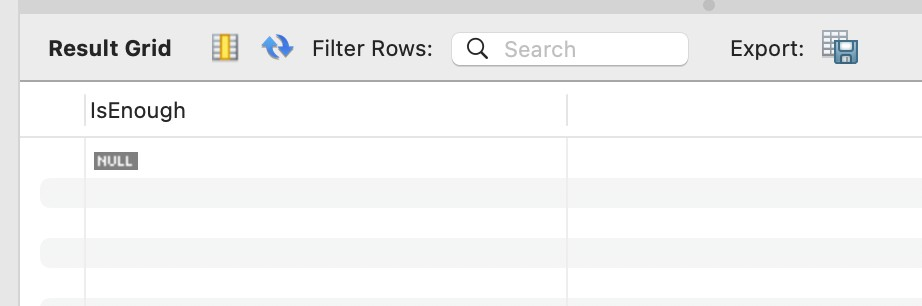 Result Grid Filter Rows: Search Export:
IsEnough
NULL